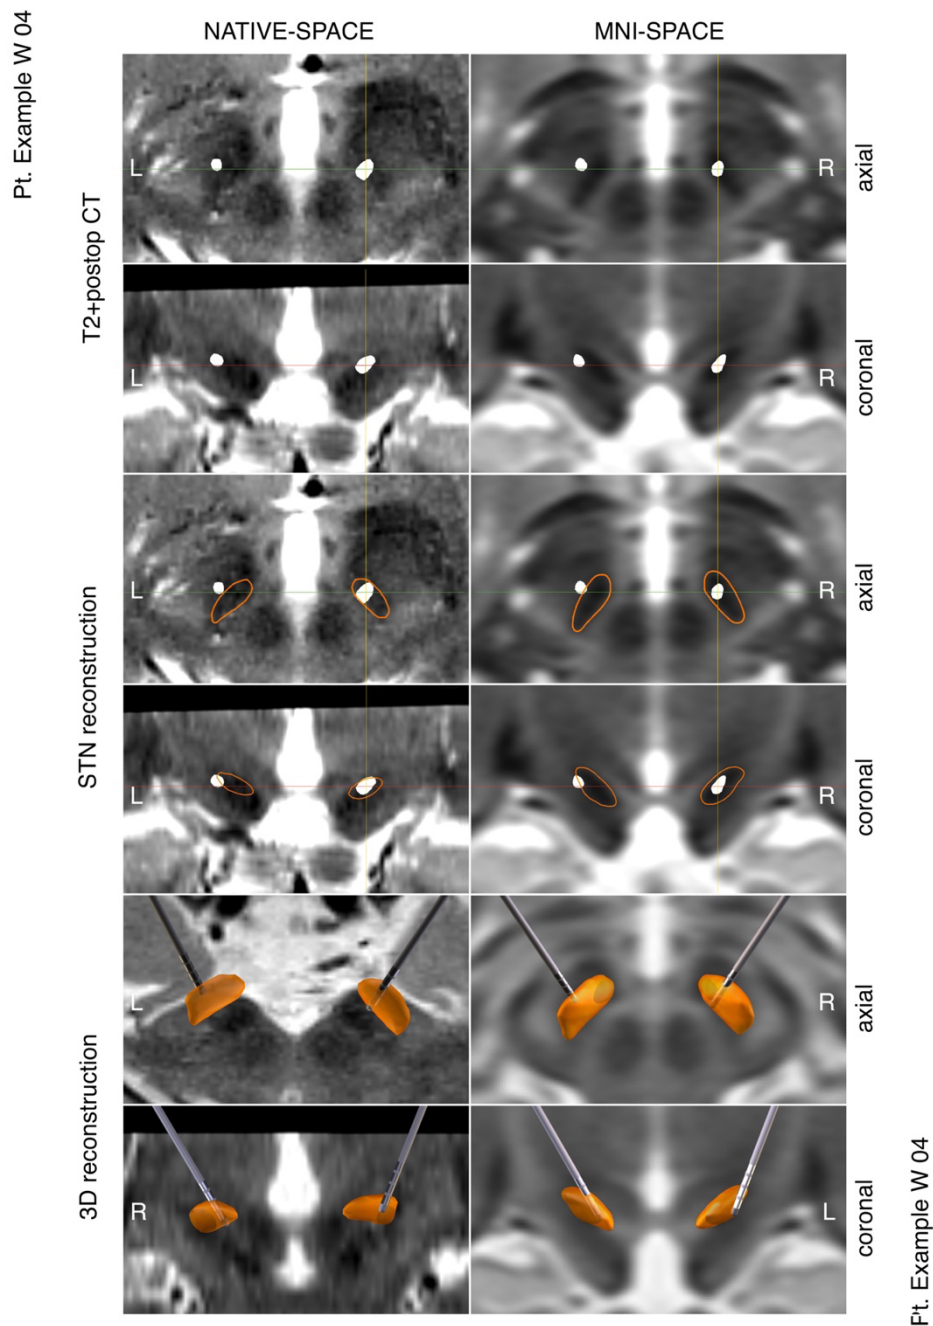 Pt. Example W 04
NATIVE-SPACE
MNI-SPACE
T2+postop CT
L
R
axial
L
R
coronal
STN reconstruction
L
R
axial
L
R
coronal
3D reconstruction
L
R
axial
R
L
coronal
Pt. Example W 04